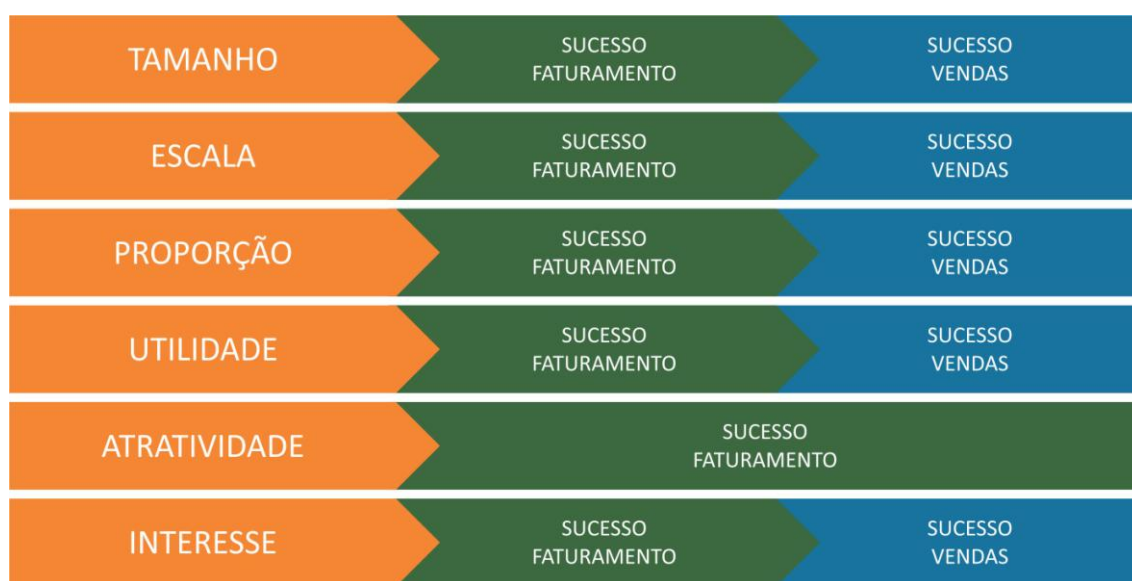 TAMANHO
SUCESSO
FATURAMENTO
SUCESSO
VENDAS
ESCALA
SUCESSO
FATURAMENTO
SUCESSO
VENDAS
PROPORÇÃO
SUCESSO
FATURAMENTO
SUCESSO
VENDAS
UTILIDADE
SUCESSO
FATURAMENTO
SUCESSO
VENDAS
ATRATIVIDADE
SUCESSO
FATURAMENTO
INTERESSE
SUCESSO
FATURAMENTO
SUCESSO
VENDAS